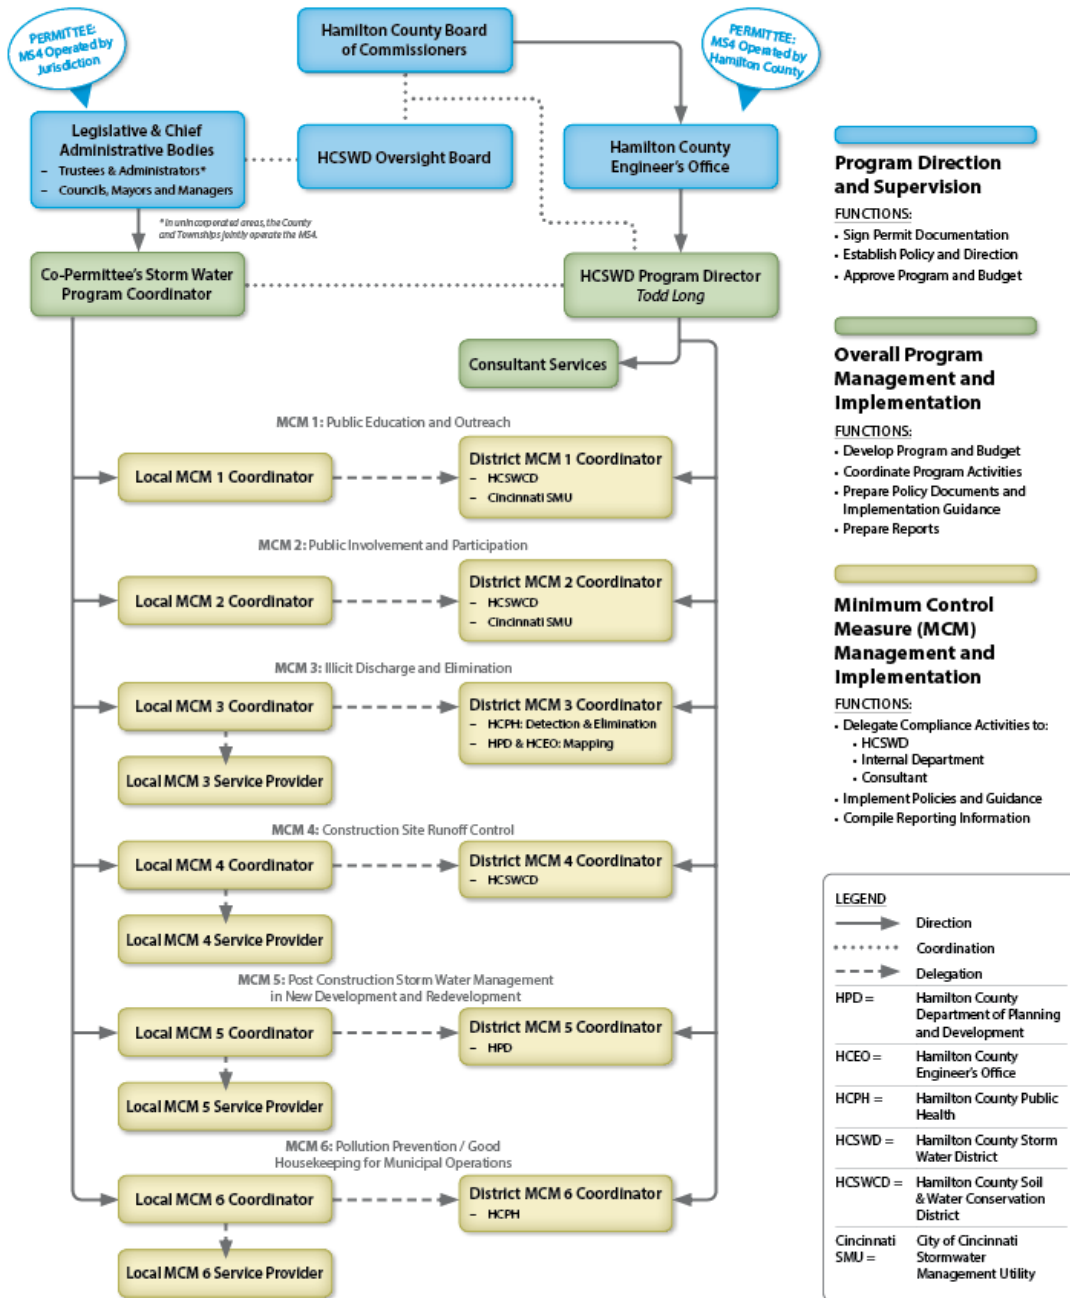 PERMITTEE:
MS4 Operated by
Jurisdiction
Hamilton County Board
of Commissioners
PERMITTEE:
MS4 Operated by
Hamilton County
Legislative & Chief
Administrative Bodies
– Trustees & Administrators*
– Councils, Mayors and Managers
HCSWD Oversight Board
Hamilton County
Engineer's Office
*In unincorporated areas, the County
and Townships jointly operate the MS4.
Co-Permittee's Storm Water
Program Coordinator
HCSWD Program Director
Todd Long
Consultant Services
MCM 1: Public Education and Outreach
Local MCM 1 Coordinator
District MCM 1 Coordinator
– HCSWCD
– Cincinnati SMU
MCM 2: Public Involvement and Participation
Local MCM 2 Coordinator
District MCM 2 Coordinator
– HCSWCD
– Cincinnati SMU
MCM 3: Illicit Discharge and Elimination
Local MCM 3 Coordinator
District MCM 3 Coordinator
– HCPH: Detection & Elimination
– HPD & HCEO: Mapping
Local MCM 3 Service Provider
MCM 4: Construction Site Runoff Control
Local MCM 4 Coordinator
District MCM 4 Coordinator
– HCSWCD
Local MCM 4 Service Provider
MCM 5: Post Construction Storm Water Management
in New Development and Redevelopment
Local MCM 5 Coordinator
District MCM 5 Coordinator
– HPD
Local MCM 5 Service Provider
MCM 6: Pollution Prevention / Good
Housekeeping for Municipal Operations
Local MCM 6 Coordinator
District MCM 6 Coordinator
– HCPH
Local MCM 6 Service Provider
Program Direction
and Supervision
FUNCTIONS:
• Sign Permit Documentation
• Establish Policy and Direction
• Approve Program and Budget
Overall Program
Management and
Implementation
FUNCTIONS:
• Develop Program and Budget
• Coordinate Program Activities
• Prepare Policy Documents and
Implementation Guidance
• Prepare Reports
Minimum Control
Measure (MCM)
Management and
Implementation
FUNCTIONS:
• Delegate Compliance Activities to:
• HCSWD
• Internal Department
• Consultant
• Implement Policies and Guidance
• Compile Reporting Information
LEGEND
Direction
Coordination
Delegation
HPD = Hamilton County
Department of Planning
and Development
HCEO = Hamilton County
Engineer's Office
HCPH = Hamilton County Public
Health
HCSWD = Hamilton County Storm
Water District
HCSWCD = Hamilton County Soil
& Water Conservation
District
Cincinnati City of Cincinnati
SMU = Stormwater
Management Utility